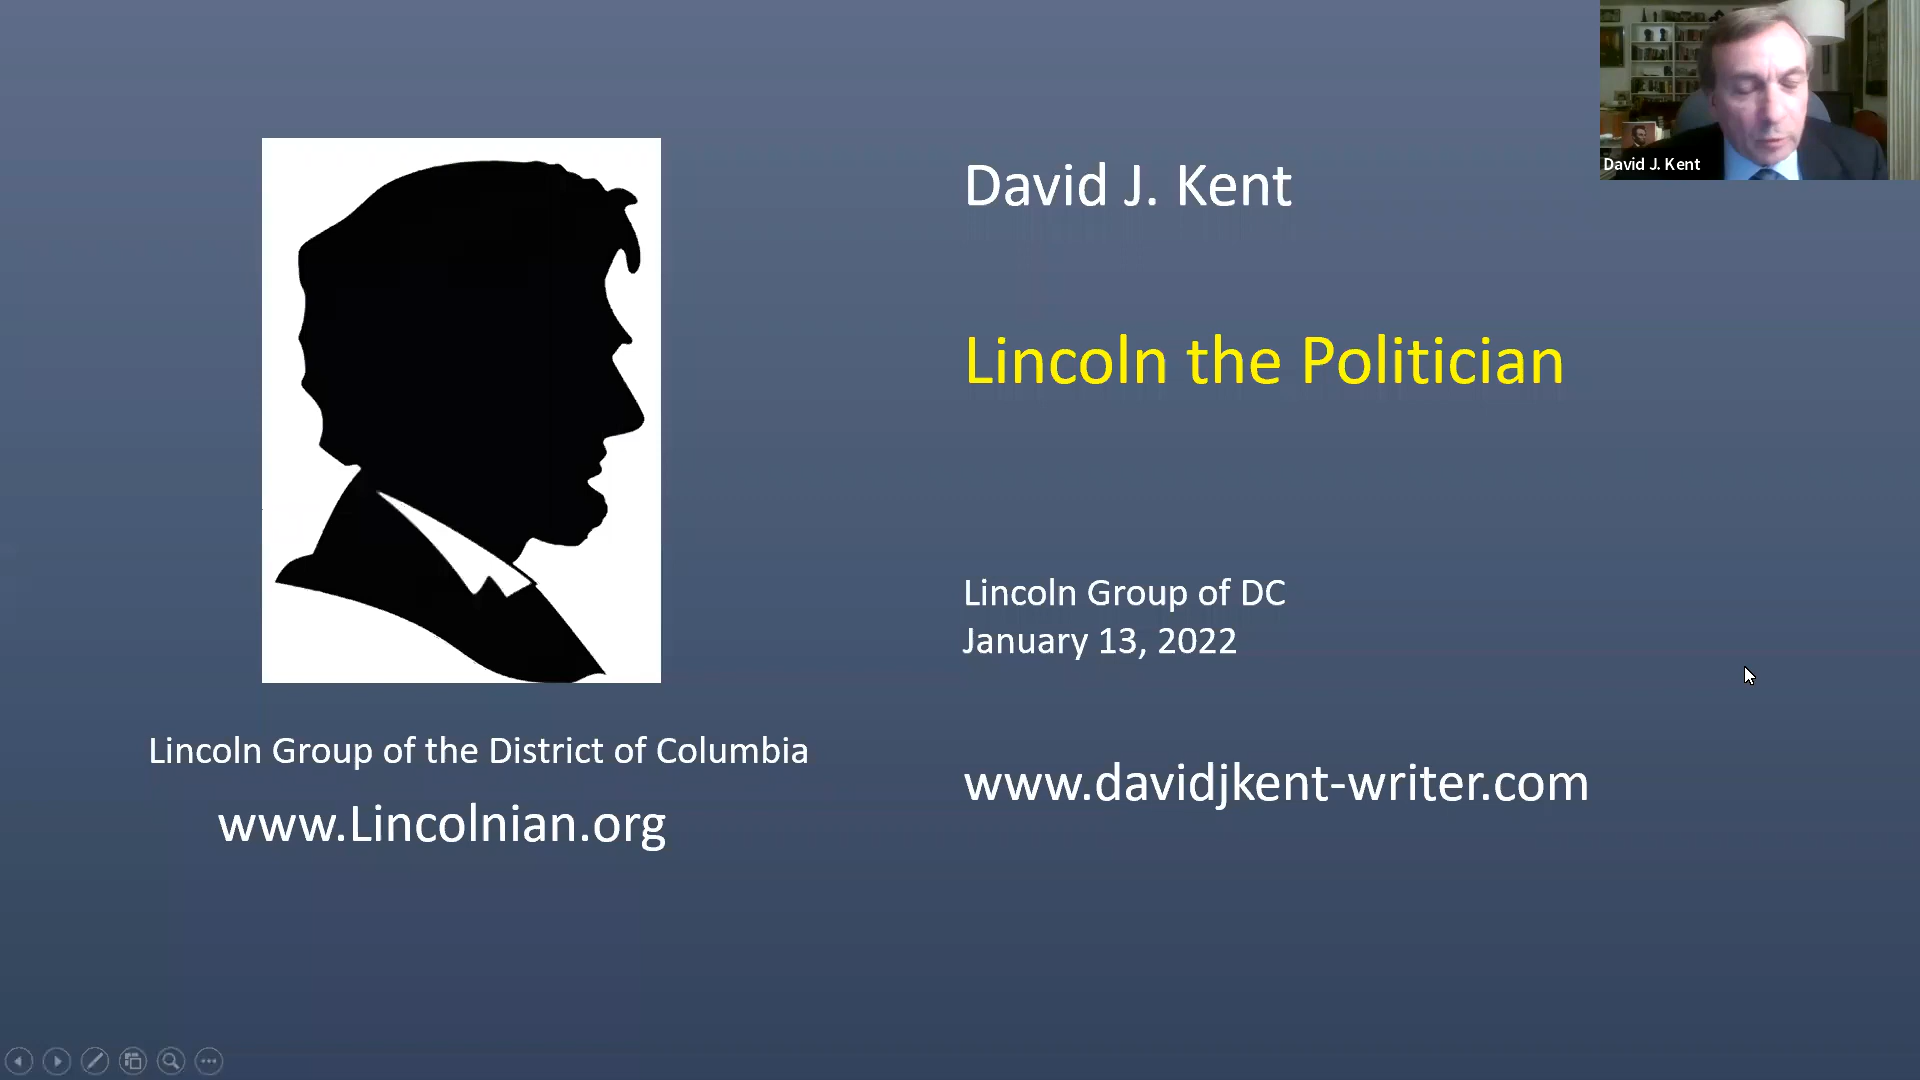 David J. Kent
Lincoln the Politician
Lincoln Group of DC
January 13, 2022
www.davidjkent-writer.com
Lincoln Group of the District of Columbia
www.Lincolnian.org
David J. Kent